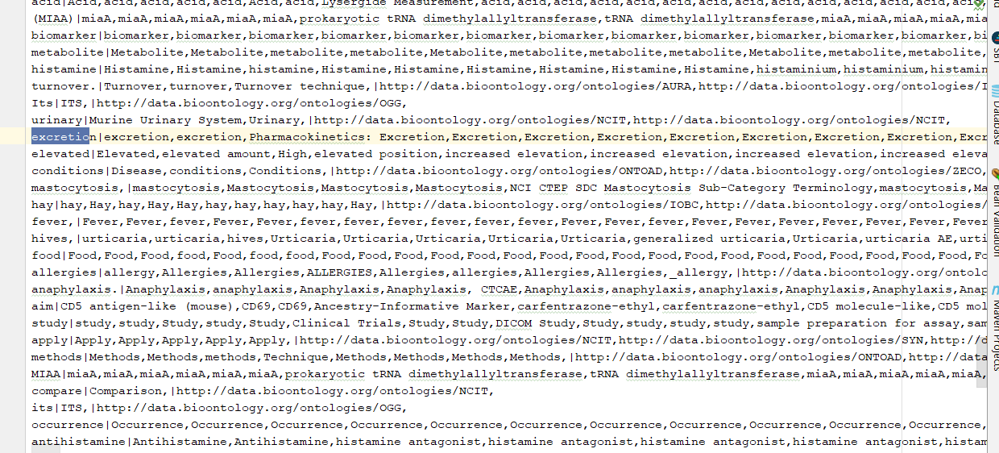 acid|Acid,acid,acid,acid,acid,Acid,acid,Lysergide Measurement,acid,acid,acid,acid,acid,acid,acid,acid,acid,acid,acid,acid,
(MIAA)|miaA,miaA,miaA,miaA,miaA,miaA,prokaryotic tRNA dimethylallyltransferase,tRNA dimethylallyltransferase,miaA,miaA,miaA,miaA,mia
biomarker|biomarker,biomarker,biomarker,biomarker,biomarker,biomarker,biomarker,biomarker,biomarker,biomarker,biomarker,biomarker,bi
metabolite|Metabolite,Metabolite,metabolite,metabolite,Metabolite,metabolite,metabolite,metabolite,Metabolite,metabolite,metabolite,
histamine|Histamine,Histamine,histamine,Histamine,Histamine,Histamine,Histamine,Histamine,Histamine,Histamine,histaminium,histaminium,histamin
turnover.|Turnover,turnover,Turnover technique,|http://data.bioontology.org/ontologies/AURA,http://data.bioontology.org/ontologies/I
Its|ITS,|http://data.bioontology.org/ontologies/OGG,
urinary|Murine Urinary System,Urinary,|http://data.bioontology.org/ontologies/NCIT,http://data.bioontology.org/ontologies/NCIT,
excretion|excretion,excretion,Pharmacokinetics: Excretion,Excretion,Excretion,Excretion,Excretion,Excretion,Excretion,Excretion,Excr
elevated|Elevated,elevated amount,High,elevated position,increased elevation,increased elevation,increased elevation,increased eleva
conditions|Disease,conditions,Conditions,|http://data.bioontology.org/ontologies/ONTOAD,http://data.bioontology.org/ontologies/ZECO,
mastocytosis,|mastocytosis,Mastocytosis,Mastocytosis,Mastocytosis,NCI CTEP SDC Mastocytosis Sub-Category Terminology,mastocytosis,Ma
hay|hay,Hay,hay,Hay,Hay,hay,hay,hay,hay,hay,Hay,|http://data.bioontology.org/ontologies/IOBC,http://data.bioontology.org/ontologies/
fever,|Fever,Fever,fever,Fever,Fever,fever,fever,fever,fever,fever,fever,Fever,Fever,fever,Fever,Fever,Fever,Fever,Fever,Fever,Fever
hives,|urticaria,urticaria,hives,Urticaria,Urticaria,Urticaria,Urticaria,Urticaria,generalized urticaria,Urticaria,urticaria AE,urti
food|Food,Food,Food,food,Food,food,food,Food,Food,Food,Food,Food,Food,Food,Food,Food,Food,Food,Food,Food,Food,Food,Food,Food,Food,Fo
allergies|allergy,Allergies,Allergies,ALLERGIES,Allergies,allergies,Allergies,Allergies,_allergy,|http://data.bioontology.org/ontolo
anaphylaxis.|Anaphylaxis,anaphylaxis,Anaphylaxis,Anaphylaxis, CTCAE,Anaphylaxis,anaphylaxis,anaphylaxis,Anaphylaxis,Anaphylaxis,Anap
aim|CD5 antigen-like (mouse),CD69,CD69,Ancestry-Informative Marker,carfentrazone-ethyl,carfentrazone-ethyl,CD5 molecule-like,CD5 mol
study|study,study,Study,study,Study,Clinical Trials,Study,Study,DICOM Study,Study,study,study,study,sample preparation for assay,sam
apply|Apply,Apply,Apply,Apply,Apply,|http://data.bioontology.org/ontologies/NCIT,http://data.bioontology.org/ontologies/SYN,http://d
methods|Methods,Methods,methods,Technique,Methods,Methods,Methods,Methods,|http://data.bioontology.org/ontologies/ONTOAD,http://data
MIAA|miaA,miaA,miaA,miaA,miaA,miaA,prokaryotic tRNA dimethylallyltransferase,tRNA dimethylallyltransferase,miaA,miaA,miaA,miaA,miaA,
compare|Comparison,|http://data.bioontology.org/ontologies/NCIT,
its|ITS,|http://data.bioontology.org/ontologies/OGG,
occurrence|Occurrence,Occurrence,Occurrence,Occurrence,Occurrence,Occurrence,Occurrence,Occurrence,Occurrence,Occurrence,Occurrence,
antihistamine|Antihistamine,Antihistamine,histamine antagonist,histamine antagonist,histamine antagonist,histamine antagonist,histam
SBT
Database
Bean Validation
Maven Projects